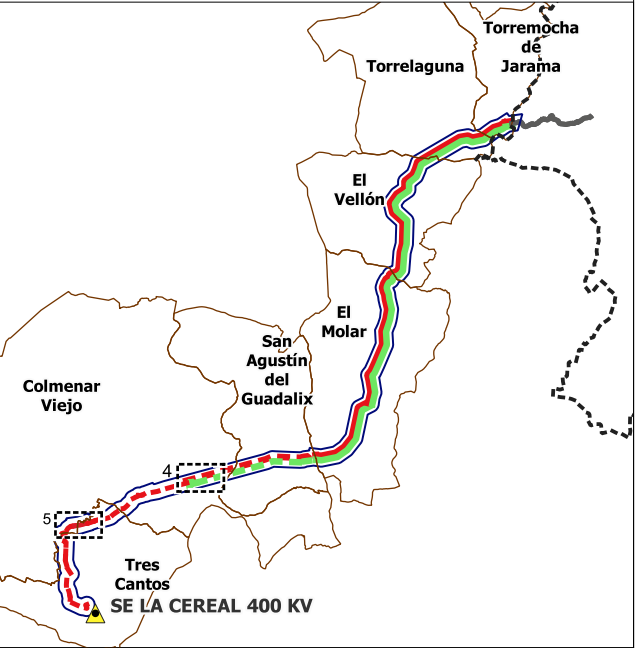 Torremocha
de
Jarama
Torrelaguna
El
Vellón
El
Molar
San
Agustín
del
Guadalix
Colmenar
Viejo
4
5
Tres
Cantos
SE LA CEREAL 400 KV